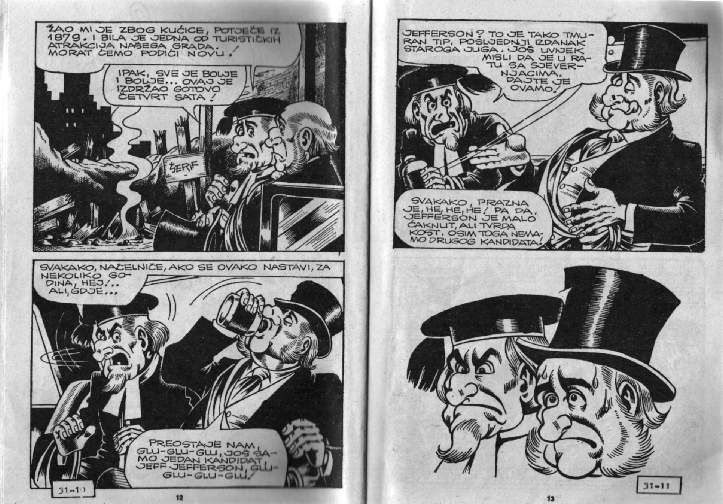 ŽAO MI JE ZBOG KUĆICE, POTJEČE IZ
1879. I BILA JE JEDNA OD TURISTIČKIH
ATRAKCIJA NAŠEGA GRADA.
MORAT ĆEMO PODIĆI NOVU!
IPAK, SVE JE BOLJE
I BOLJE... OVAJ JE
IZDRŽAO GOTOVO
ČETVRT SATA!
ŠERIF
SVAKAKO, NAČELNIČE, AKO SE OVAKO NASTAVI, ZA
NEKOLIKO GO-
DINA, HEJ!..
ALI, GDJE...
PREOSTAJE NAM,
GLU-GLU-GLU, JOŠ SA-
MO JEDAN KANDIDAT,
JEFF JEFFERSON, GLU-
GLU-GLU-GLU!
31-10
12
JEFFERSON? TO JE TAKO TMU-
RAN TIP, POSLJEDNJI IZDANAK
STAROGA JUGA. JOŠ UVIJEK
MISLI DA JE U RA-
TU SA SJEVER-
NJACIMA.
DAJTE JE
OVAMO!
SVAKAKO, PRAZNA
JE, HE, HE, HE! PA DA,
JEFFERSON JE MALO
ČAKNUT, ALI TVRDA
KOST. OSIM TOGA NEMA-
MO DRUGOG KANDIDATA!
31-11
13